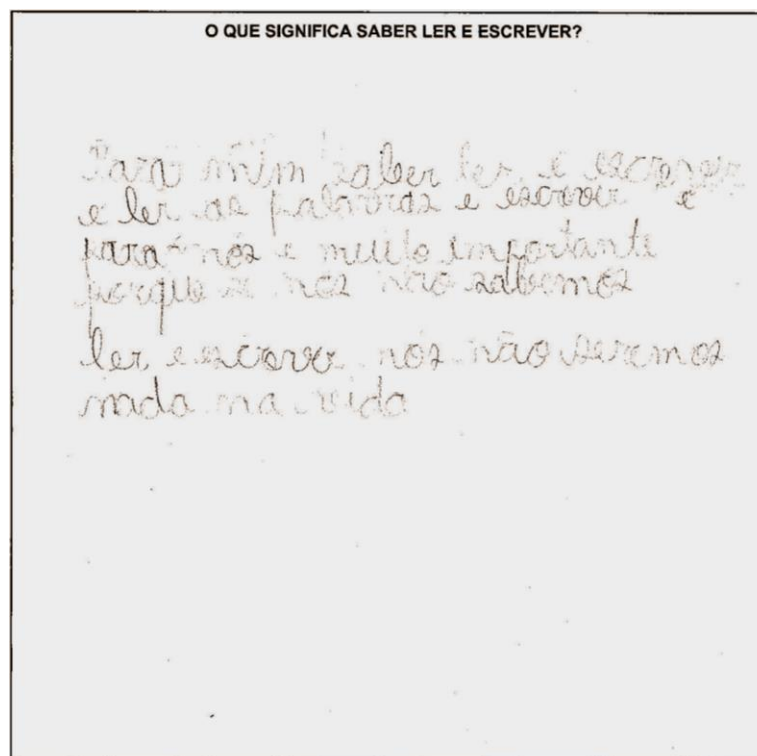 O QUE SIGNIFICA SABER LER E ESCREVER?
Para mim saber ler e escrever
e ler as palavras e escrever e
para nós e muito importante
porque se nós não sabemos
ler e escrever nós não seremos
nada na vida